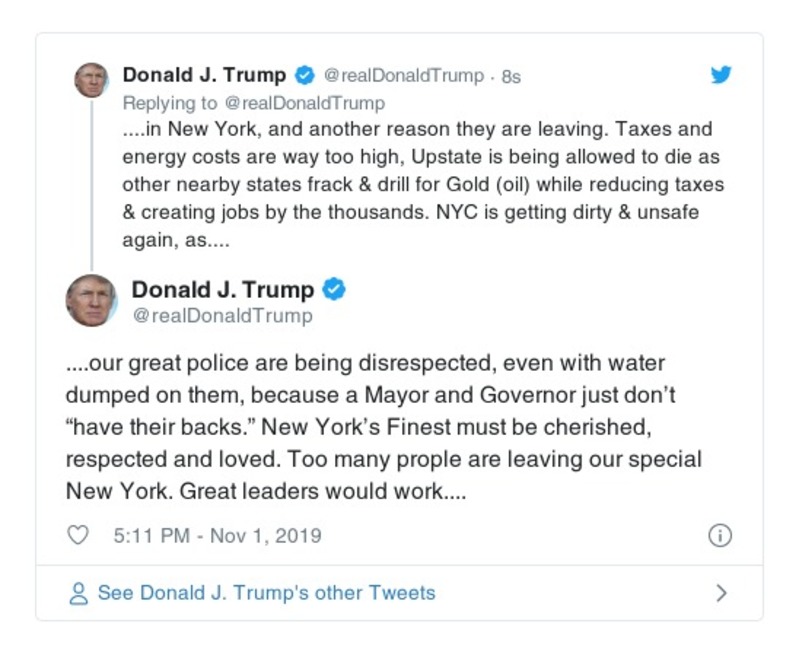 Donald J. Trump @realDonaldTrump · 8s
Replying to @realDonaldTrump
....in New York, and another reason they are leaving. Taxes and
energy costs are way too high, Upstate is being allowed to die as
other nearby states frack & drill for Gold (oil) while reducing taxes
& creating jobs by the thousands. NYC is getting dirty & unsafe
again, as....
Donald J. Trump
@realDonaldTrump
....our great police are being disrespected, even with water
dumped on them, because a Mayor and Governor just don’t
“have their backs.” New York’s Finest must be cherished,
respected and loved. Too many prople are leaving our special
New York. Great leaders would work....
5:11 PM - Nov 1, 2019
See Donald J. Trump's other Tweets